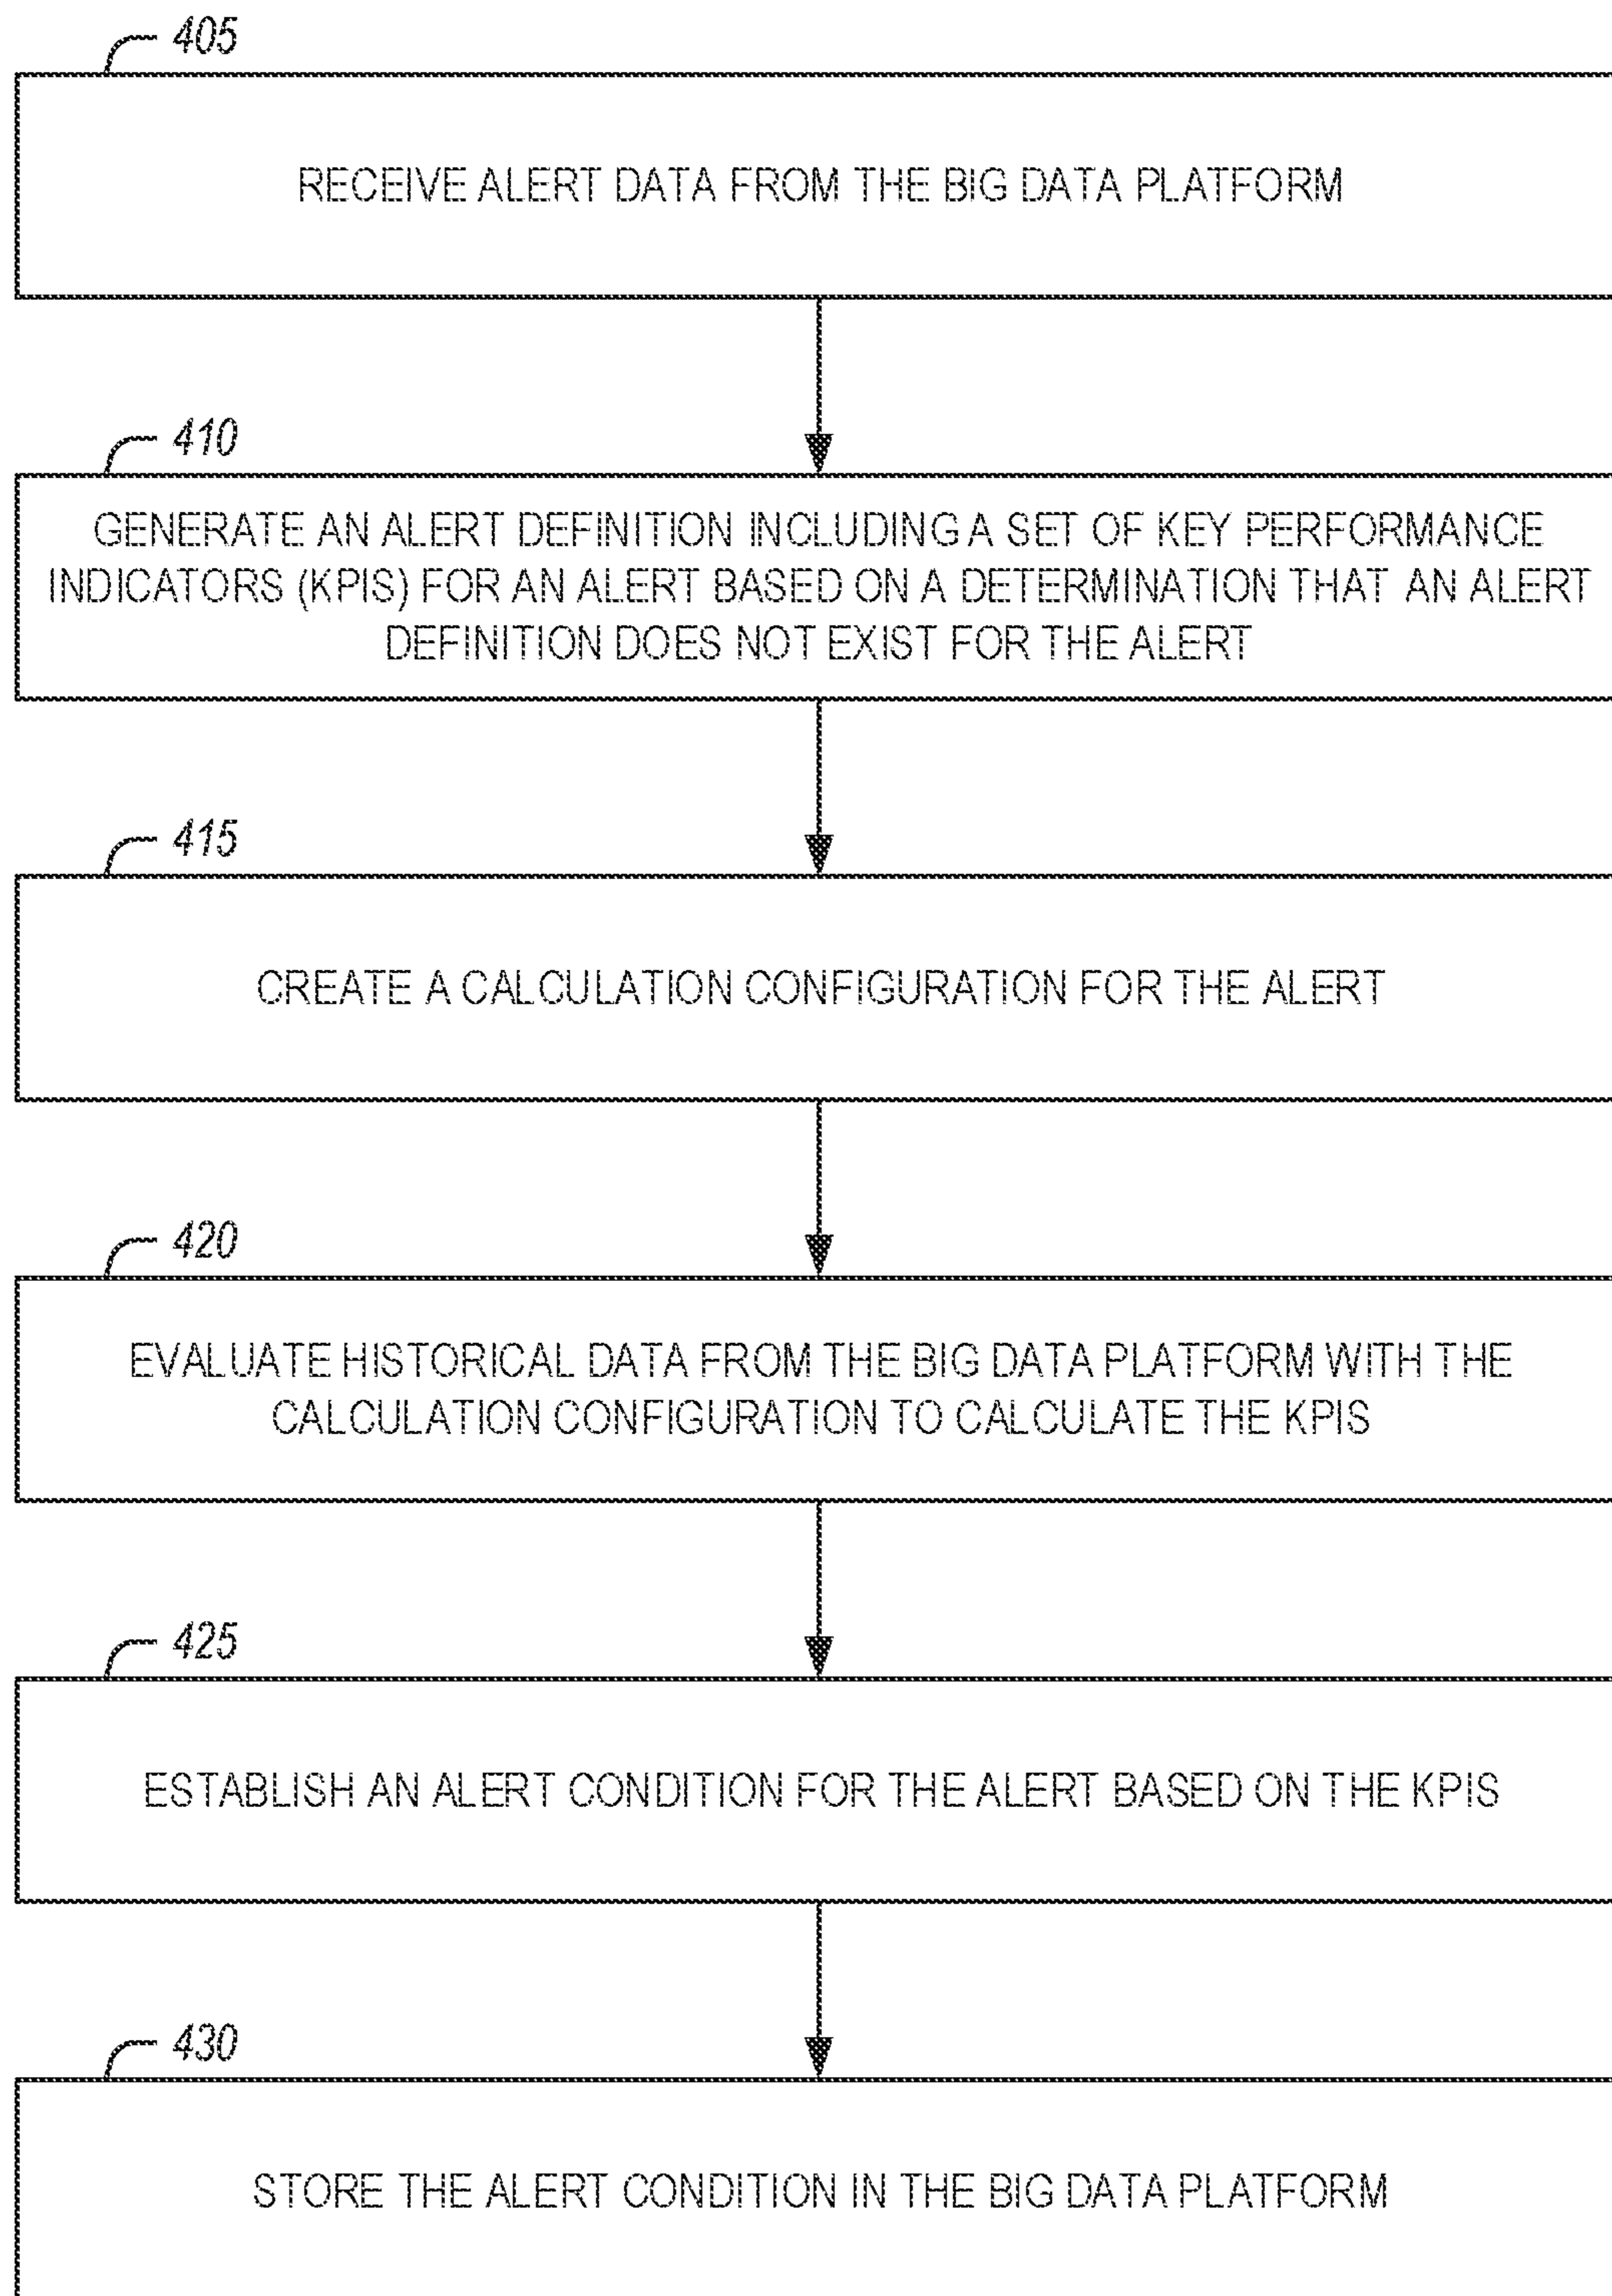 405
RECEIVE ALERT DATA FROM THE BIG DATA PLATFORM
410
GENERATE AN ALERT DEFINITION INCLUDING A SET OF KEY PERFORMANCE
INDICATORS (KPIS) FOR AN ALERT BASED ON A DETERMINATION THAT AN ALERT
DEFINITION DOES NOT EXIST FOR THE ALERT
415
CREATE A CALCULATION CONFIGURATION FOR THE ALERT
420
EVALUATE HISTORICAL DATA FROM THE BIG DATA PLATFORM WITH THE
CALCULATION CONFIGURATION TO CALCULATE THE KPIS
425
ESTABLISH AN ALERT CONDITION FOR THE ALERT BASED ON THE KPIS
430
STORE THE ALERT CONDITION IN THE BIG DATA PLATFORM